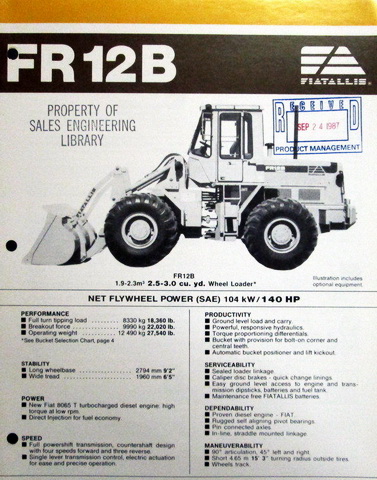 FR12B
FIATALLIS
PROPERTY OF
SALES ENGINEERING
LIBRARY
RECEIVED
SEP 24 1987
PRODUCT MANAGEMENT
FIATALLIS
FR12B
FR12B
1.9-2.3m³ 2.5-3.0 cu. yd. Wheel Loader*
Illustration includes
optional equipment.
NET FLYWHEEL POWER (SAE) 104 kW/140 HP
PERFORMANCE
■ Full turn tipping load 8330 kg 18,360 lb.
■ Breakout force 9990 kg 22,020 lb.
■ Operating weight 12 490 kg 27,540 lb.
*See Bucket Selection Chart, page 4
STABILITY
■ Long wheelbase 2794 mm 9'2"
■ Wide tread 1960 mm 6'5"
POWER
■ New Fiat 8065 T turbocharged diesel engine: high
torque at low rpm.
■ Direct Injection for fuel economy.
SPEED
■ Full powershift transmission, countershaft design
with four speeds forward and three reverse.
■ Single lever transmission control, electric actuation
for ease and precise operation.
PRODUCTIVITY
■ Ground level load and carry.
■ Powerful, responsive hydraulics.
■ Torque proportioning differentials.
■ Bucket with provision for bolt-on corner and
central teeth.
■ Automatic bucket positioner and lift kickout.
SERVICEABILITY
■ Sealed loader linkage.
■ Caliper disc brakes - quick change linings.
■ Easy ground level access to engine and trans-
mission dipsticks, batteries and fuel tank.
■ Maintenance free FIATALLIS batteries.
DEPENDABILITY
■ Proven diesel engine - FIAT
■ Rugged self aligning pivot bearings.
■ Pin connected axles.
■ In-line, straddle mounted linkage.
MANEUVERABILITY
■ 90° articulation, 45° left and right.
■ Short 4.65 m 15' 3" turning radius outside tires.
■ Wheels track.